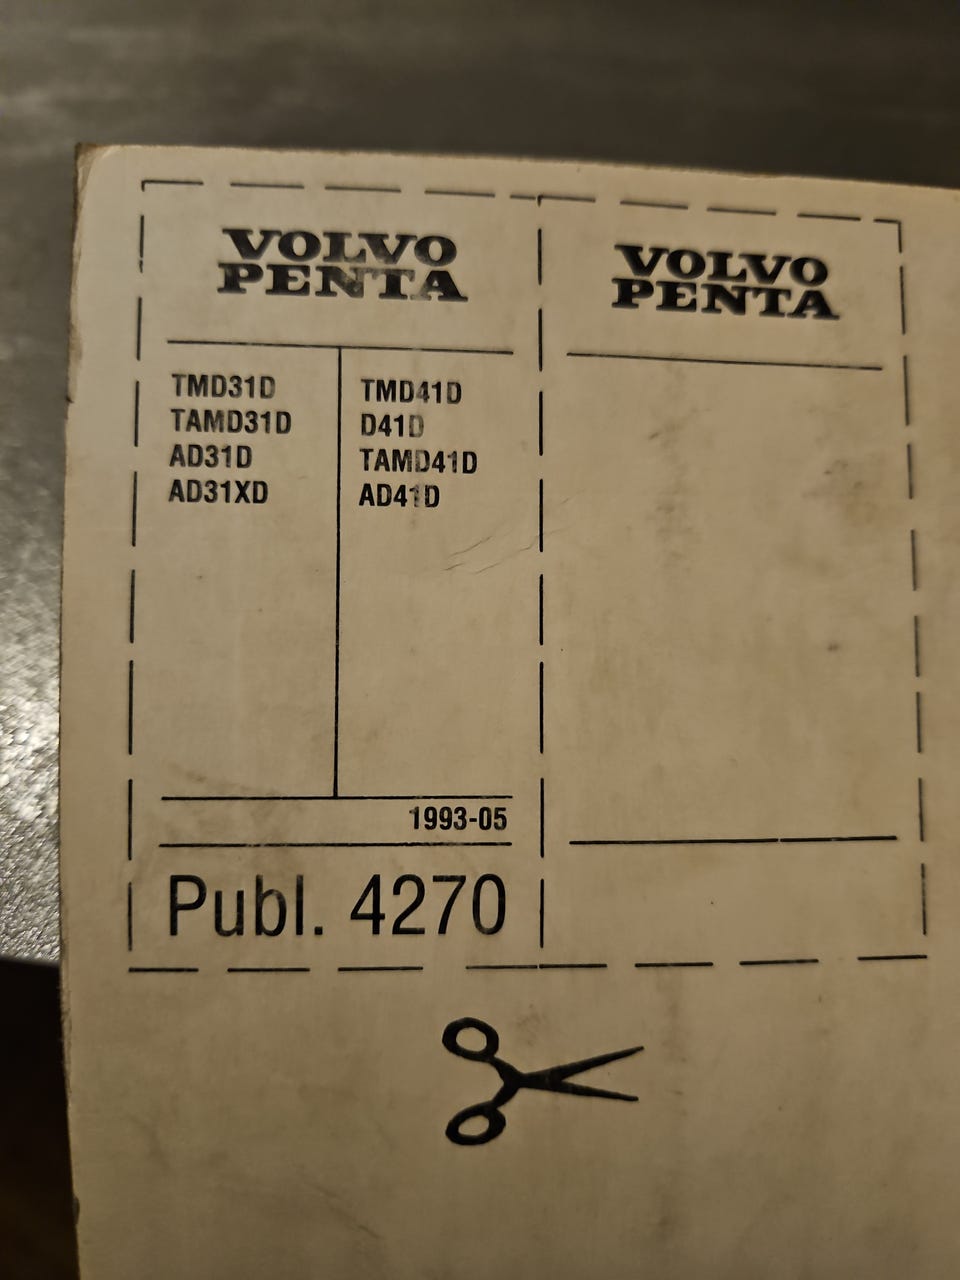 VOLVO
PENTA
TMD31D
TAMD31D
AD31D
AD31XD
TMD41D
D41D
TAMD41D
AD41D
1993-05
Publ. 4270
VOLVO
PENTA